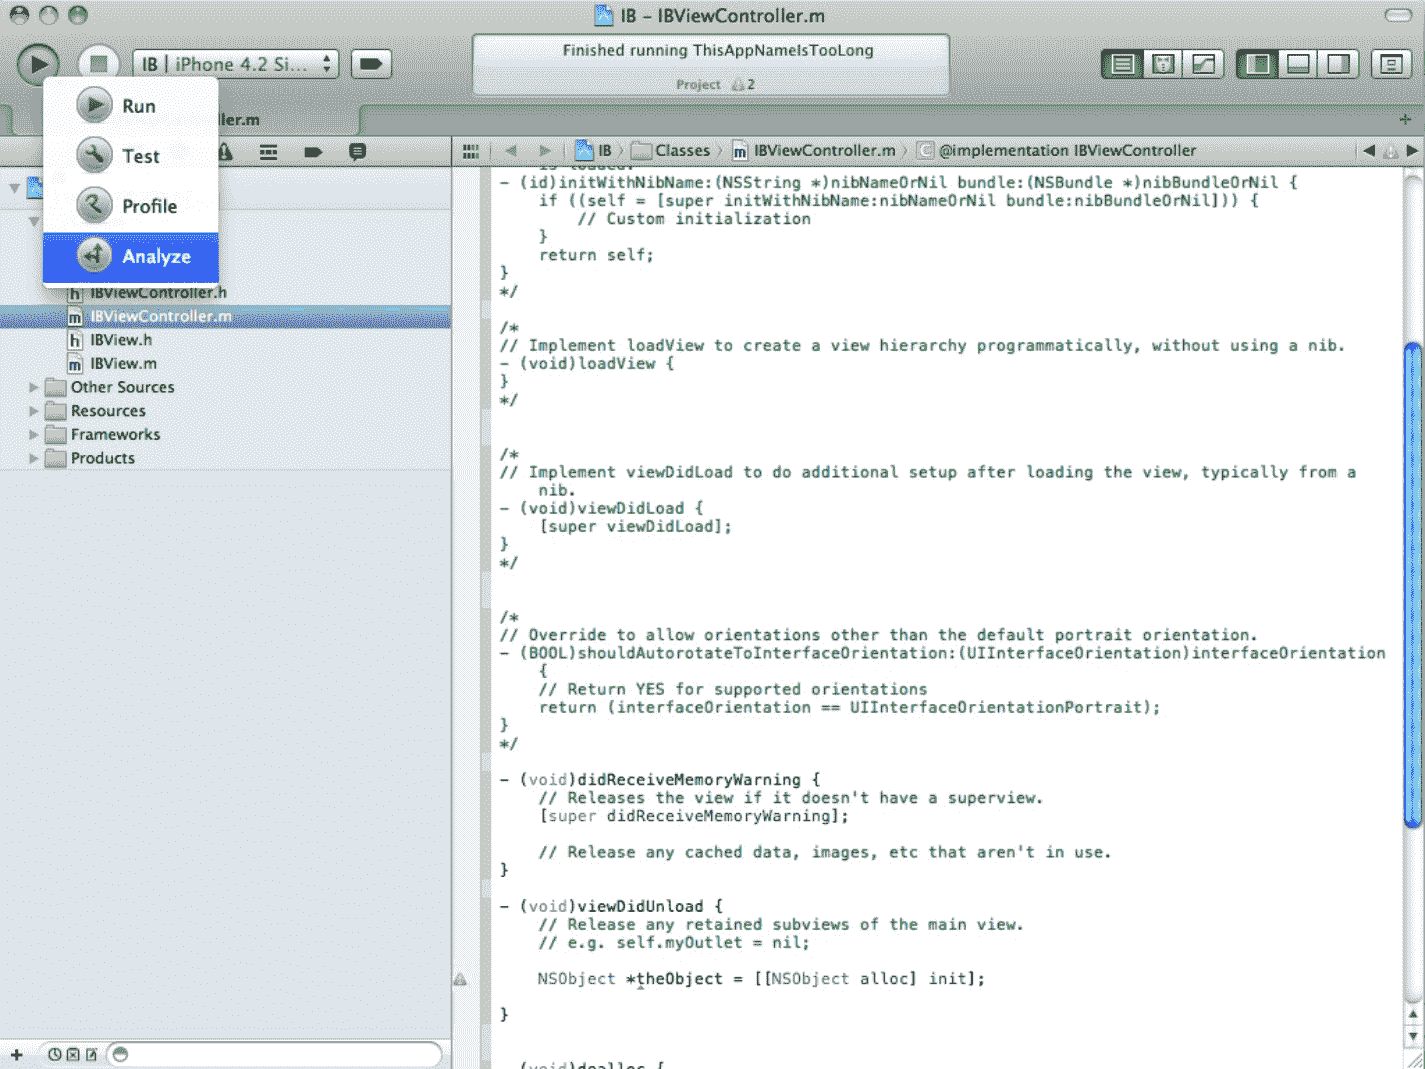 IB – IBViewController.m
IB | iPhone 4.2 Si...
Finished running ThisAppNameIsTooLong
Project 2
Run
Test
Profile
Analyze
ller.m
IBViewController.h
IBViewController.m
IBView.h
IBView.m
Other Sources
Resources
Frameworks
Products
IB Classes IBViewController.m @implementation IBViewController
is loaded.
- (id)initWithNibName:(NSString *)nibNameOrNil bundle:(NSBundle *)nibBundleOrNil {
if ((self = [super initWithNibName:nibNameOrNil bundle:nibBundleOrNil])) {
// Custom initialization
}
return self;
}
*/
/*
// Implement loadView to create a view hierarchy programmatically, without using a nib.
- (void)loadView {
}
*/
/*
// Implement viewDidLoad to do additional setup after loading the view, typically from a
nib.
- (void)viewDidLoad {
[super viewDidLoad];
}
*/
/*
// Override to allow orientations other than the default portrait orientation.
- (BOOL)shouldAutorotateToInterfaceOrientation:(UIInterfaceOrientation)interfaceOrientation
{
// Return YES for supported orientations
return (interfaceOrientation == UIInterfaceOrientationPortrait);
}
*/
- (void)didReceiveMemoryWarning {
// Releases the view if it doesn't have a superview.
[super didReceiveMemoryWarning];
// Release any cached data, images, etc that aren't in use.
}
- (void)viewDidUnload {
// Release any retained subviews of the main view.
// e.g. self.myOutlet = nil;
NSObject *theObject = [[NSObject alloc] init];
}
(void)dealloc {